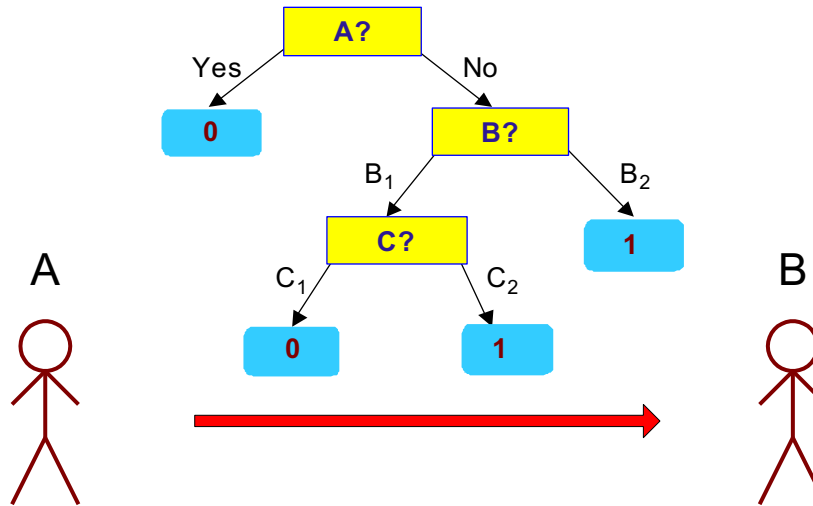 A?
Yes
No
0
B?
B₁
B₂
C?
1
A
B
C₁
C₂
0
1